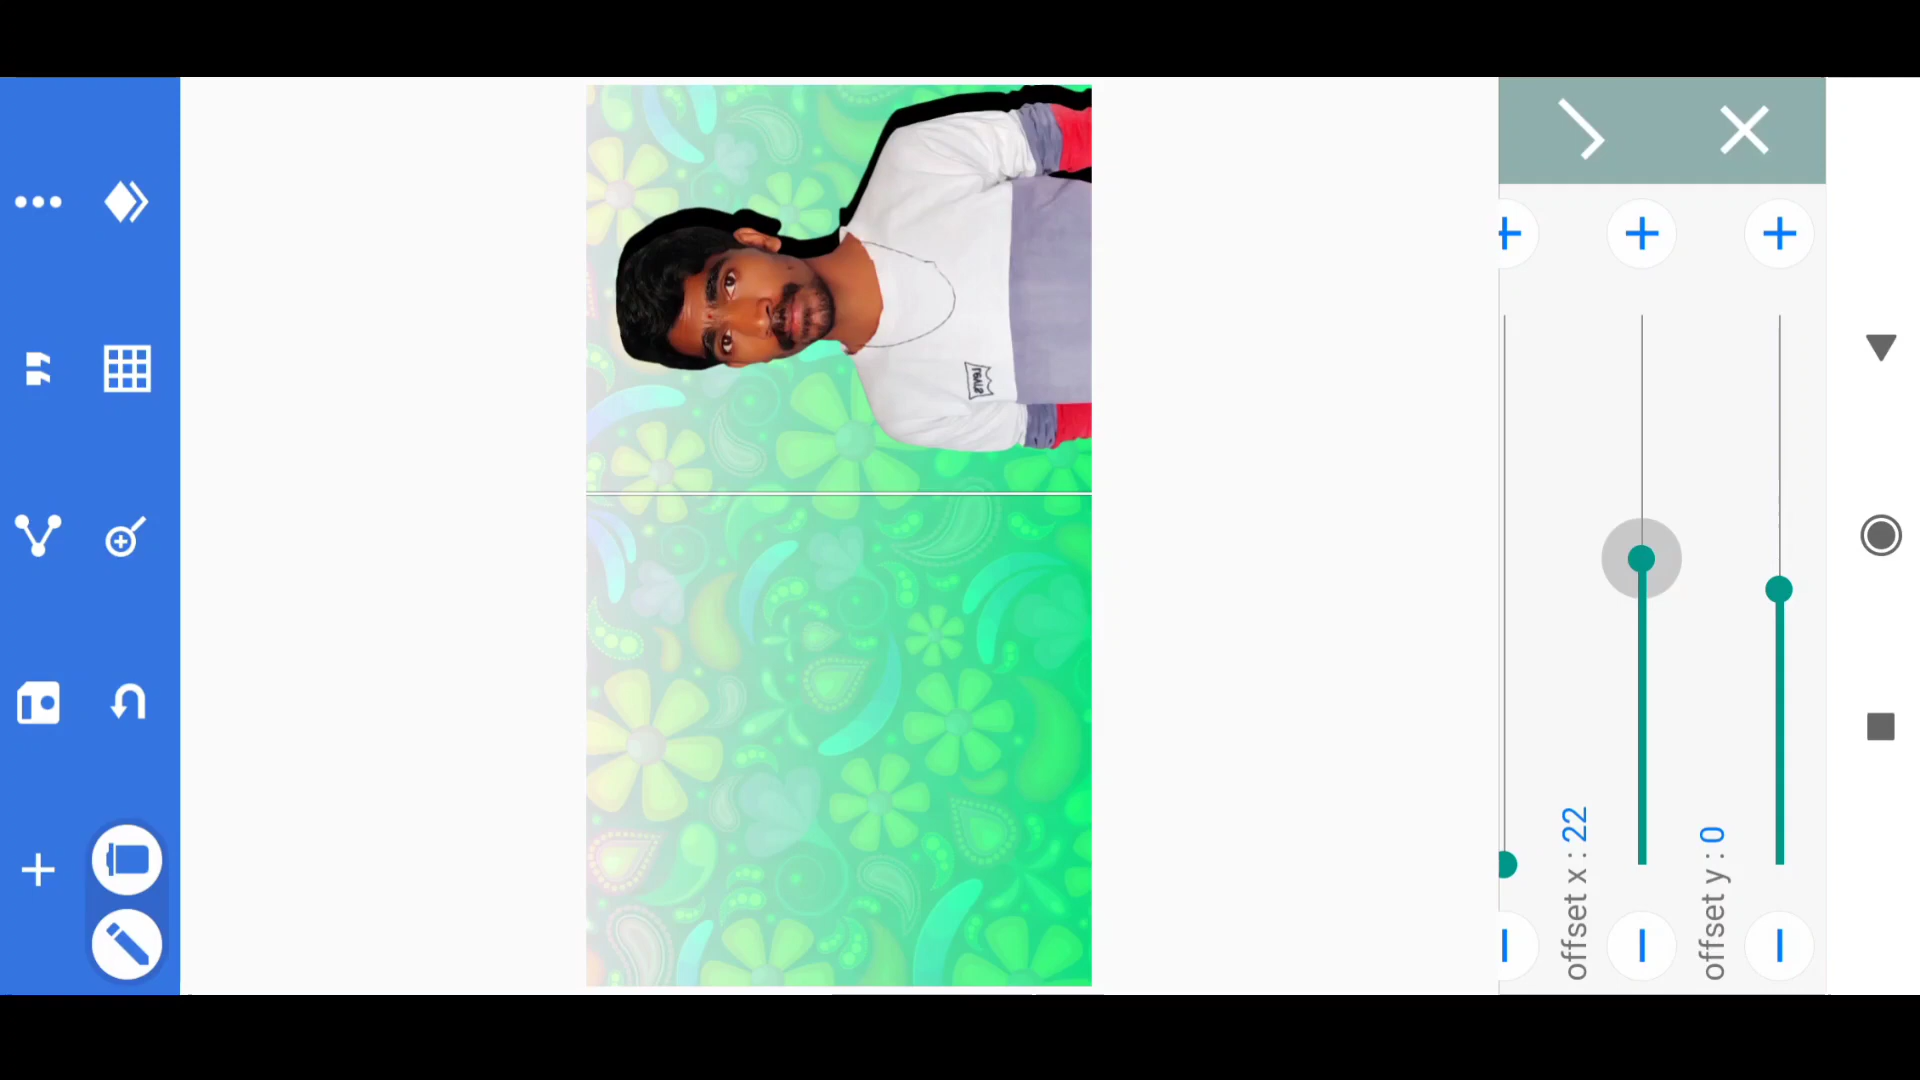 offset x : 22
offset y : 0